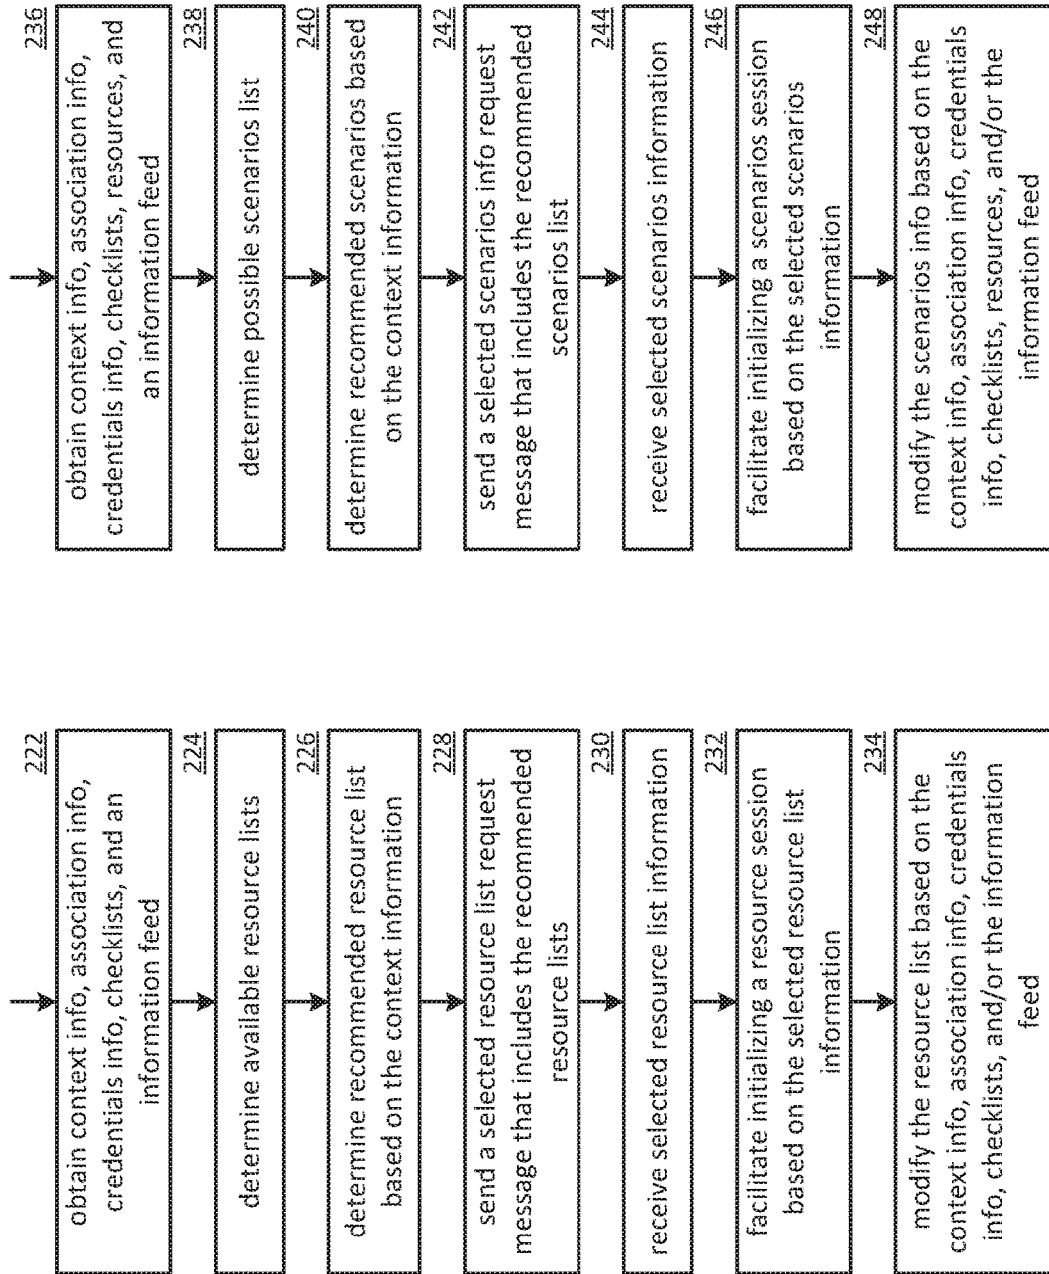 222
obtain context info, association info,
credentials info, checklists, and an
information feed
224
determine available resource lists
226
determine recommended resource list
based on the context information
228
send a selected resource list request
message that includes the recommended
resource lists
230
receive selected resource list information
232
facilitate initializing a resource session
based on the selected resource list
information
234
modify the resource list based on the
context info, association info, credentials
info, checklists, and/or the information
feed
236
obtain context info, association info,
credentials info, checklists, resources, and
an information feed
238
determine possible scenarios list
240
determine recommended scenarios based
on the context information
242
send a selected scenarios info request
message that includes the recommended
scenarios list
244
receive selected scenarios information
246
facilitate initializing a scenarios session
based on the selected scenarios
information
248
modify the scenarios info based on the
context info, association info, credentials
info, checklists, resources, and/or the
information feed